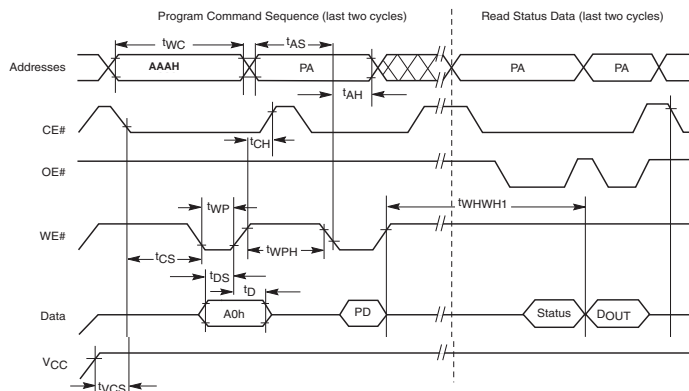 Program Command Sequence (last two cycles) Read Status Data (last two cycles)
tWC tAS
Addresses AAAH PA PA PA
tAH
CE#
tCH
OE#
tWP tWHWH1
WE#
tCS tWPH
tDS
tD
Data A0h PD Status DOUT
VCC
tVCS